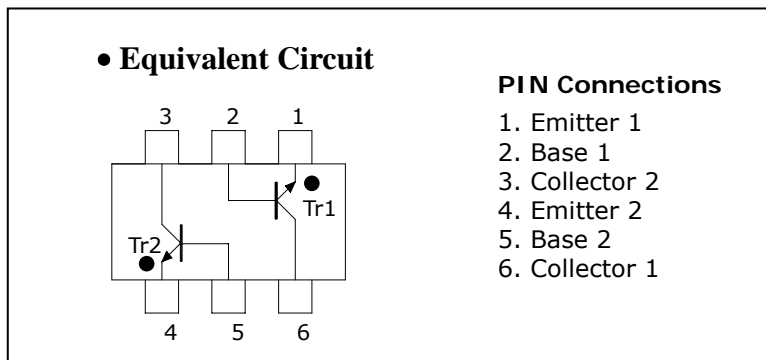 • Equivalent Circuit
3 2 1
Tr1
Tr2
4 5 6
PIN Connections
1. Emitter 1
2. Base 1
3. Collector 2
4. Emitter 2
5. Base 2
6. Collector 1